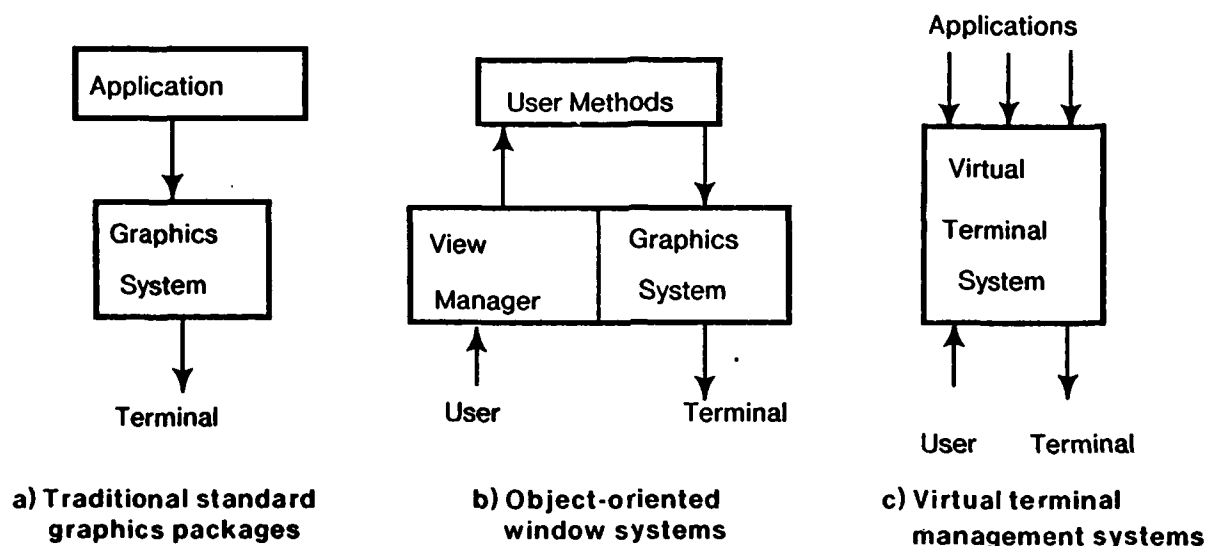 Application
Graphics
System
Terminal
a) Traditional standard
graphics packages
User Methods
View
Manager
Graphics
System
User
Terminal
b) Object-oriented
window systems
Applications
Virtual
Terminal
System
User
Terminal
c) Virtual terminal
management systems